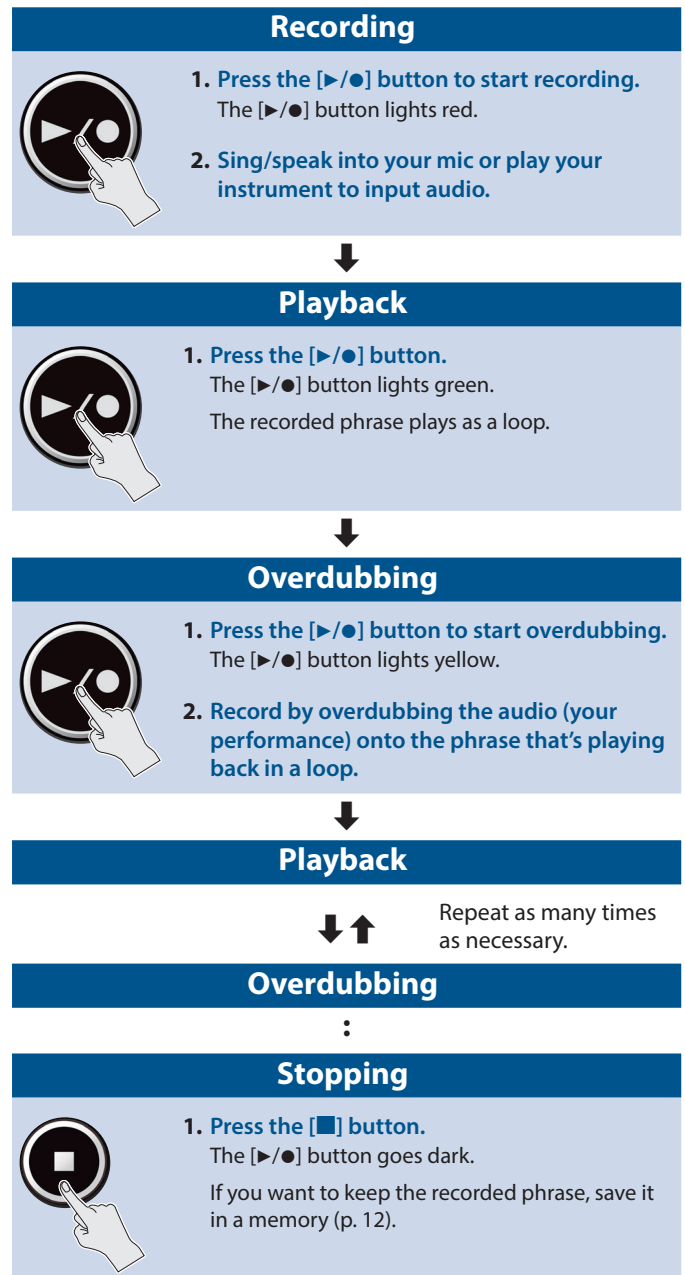 Recording
1. Press the [►/●] button to start recording.
The [►/●] button lights red.
2. Sing/speak into your mic or play your
instrument to input audio.
Playback
1. Press the [►/●] button.
The [►/●] button lights green.
The recorded phrase plays as a loop.
Overdubbing
1. Press the [►/●] button to start overdubbing.
The [►/●] button lights yellow.
2. Record by overdubbing the audio (your
performance) onto the phrase that's playing
back in a loop.
Playback
Repeat as many times
as necessary.
Overdubbing
:
Stopping
1. Press the [■] button.
The [►/●] button goes dark.
If you want to keep the recorded phrase, save it
in a memory (p. 12).